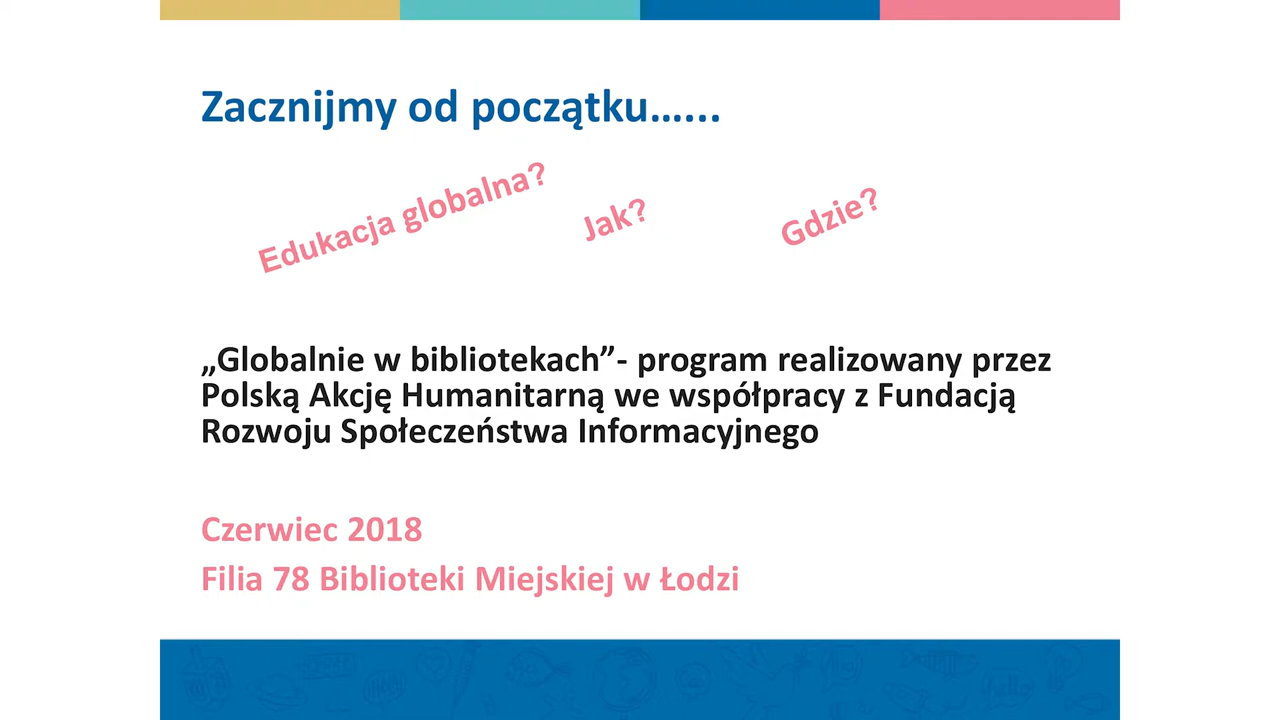 Zacznijmy od początku…...
Edukacja globalna?
Jak?
Gdzie?
„Globalnie w bibliotekach”- program realizowany przez
Polską Akcję Humanitarną we współpracy z Fundacją
Rozwoju Społeczeństwa Informacyjnego
Czerwiec 2018
Filia 78 Biblioteki Miejskiej w Łodzi